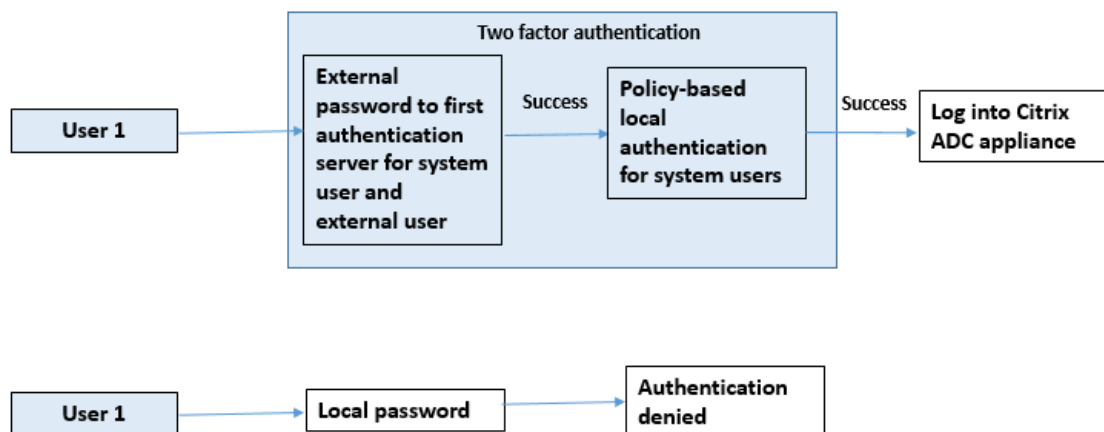 Two factor authentication
User 1
External
password to first
authentication
server for system
user and
external user
Success
Policy-based
local
authentication
for system users
Success
Log into Citrix
ADC appliance
User 1
Local password
Authentication
denied